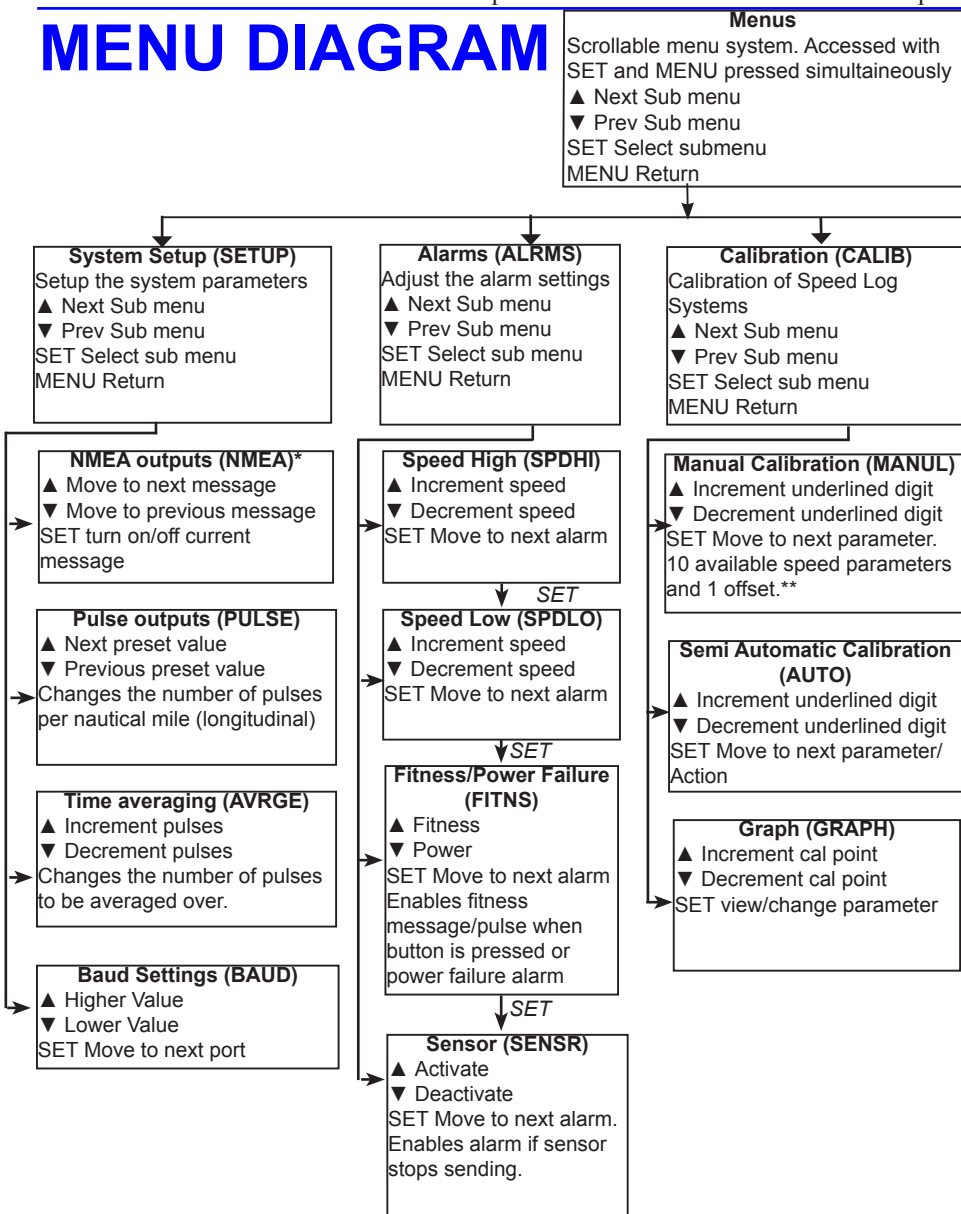 MENU DIAGRAM
Menus
Scrollable menu system. Accessed with
SET and MENU pressed simultaineously
▲ Next Sub menu
▼ Prev Sub menu
SET Select submenu
MENU Return
System Setup (SETUP)
Setup the system parameters
▲ Next Sub menu
▼ Prev Sub menu
SET Select sub menu
MENU Return
NMEA outputs (NMEA)*
▲ Move to next message
▼ Move to previous message
SET turn on/off current
message
Pulse outputs (PULSE)
▲ Next preset value
▼ Previous preset value
Changes the number of pulses
per nautical mile (longitudinal)
Time averaging (AVRGE)
▲ Increment pulses
▼ Decrement pulses
Changes the number of pulses
to be averaged over.
Baud Settings (BAUD)
▲ Higher Value
▼ Lower Value
SET Move to next port
Alarms (ALRMS)
Adjust the alarm settings
▲ Next Sub menu
▼ Prev Sub menu
SET Select sub menu
MENU Return
Speed High (SPDHI)
▲ Increment speed
▼ Decrement speed
SET Move to next alarm
SET
Speed Low (SPDLO)
▲ Increment speed
▼ Decrement speed
SET Move to next alarm
SET
Fitness/Power Failure
(FITNS)
▲ Fitness
▼ Power
SET Move to next alarm
Enables fitness
message/pulse when
button is pressed or
power failure alarm
SET
Sensor (SENSR)
▲ Activate
▼ Deactivate
SET Move to next alarm.
Enables alarm if sensor
stops sending.
Calibration (CALIB)
Calibration of Speed Log
Systems
▲ Next Sub menu
▼ Prev Sub menu
SET Select sub menu
MENU Return
Manual Calibration (MANUL)
▲ Increment underlined digit
▼ Decrement underlined digit
SET Move to next parameter.
10 available speed parameters
and 1 offset.**
Semi Automatic Calibration
(AUTO)
▲ Increment underlined digit
▼ Decrement underlined digit
SET Move to next parameter/
Action
Graph (GRAPH)
▲ Increment cal point
▼ Decrement cal point
SET view/change parameter